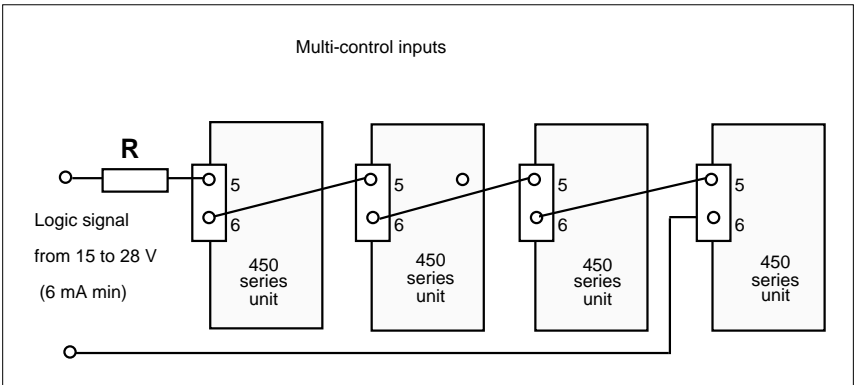 Multi-control inputs
R
5
6
5
6
5
6
5
6
Logic signal
from 15 to 28 V
(6 mA min)
450
series
unit
450
series
unit
450
series
unit
450
series
unit